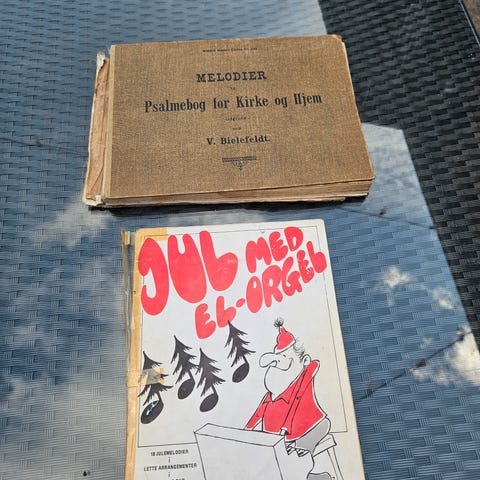 MELODIER
Psalmebog for Kirke og Hjem
V. Bielefeldt.
JUL MED
EL-ORGEL
18 JULEMELODIER
I
LETTE ARRANGEMENTER
I